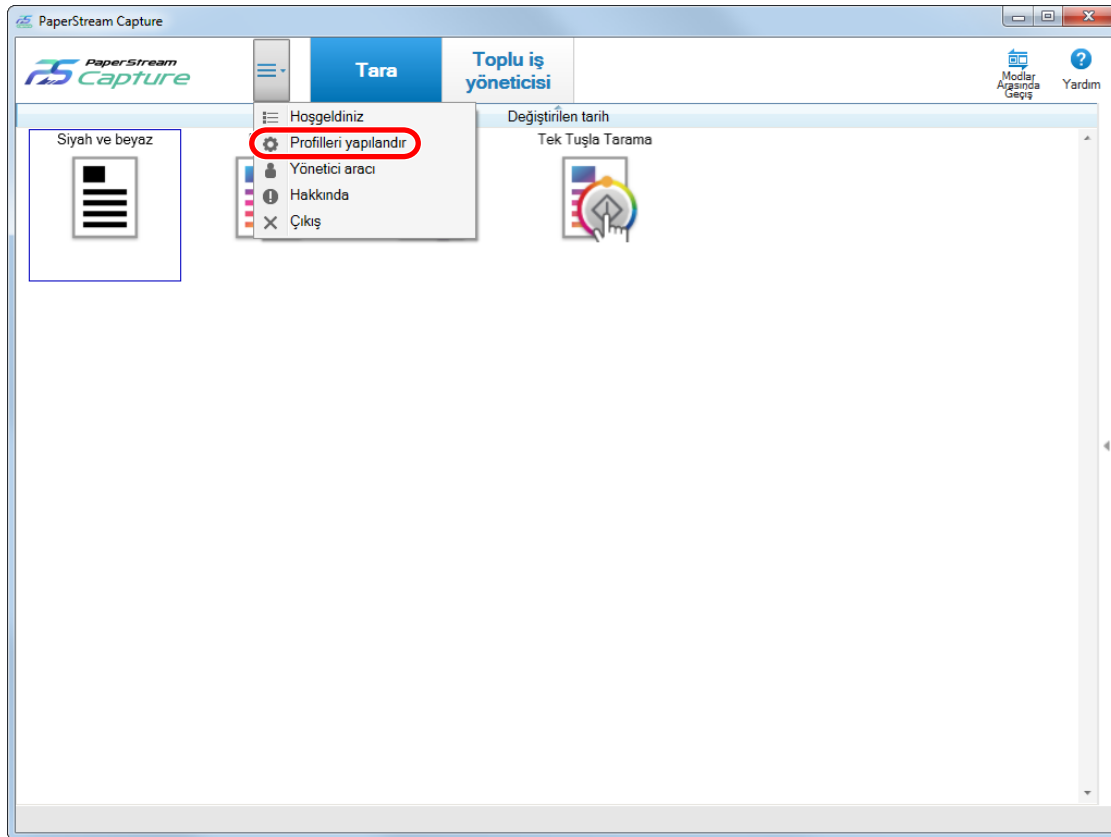 PaperStream Capture
PaperStream
Capture
Tara
Toplu iş
yöneticisi
Modlar
Arasında
Geçiş
Yardım
Değiştirilen tarih
Hoşgeldiniz
Profilleri yapılandır
Yönetici aracı
Hakkında
Çıkış
Siyah ve beyaz
Tek Tuşla Tarama